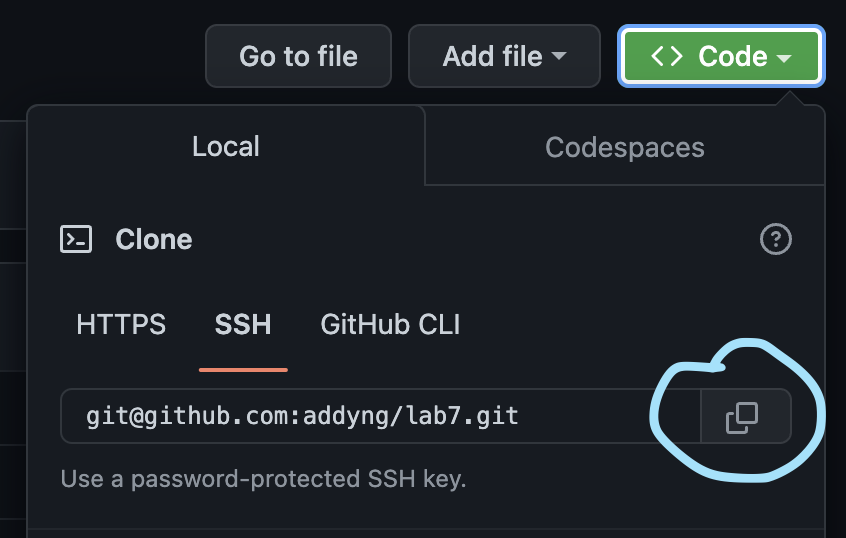 Go to file Add file <> Code
Local Codespaces
Clone
HTTPS SSH GitHub CLI
git@github.com:addyng/lab7.git
Use a password-protected SSH key.